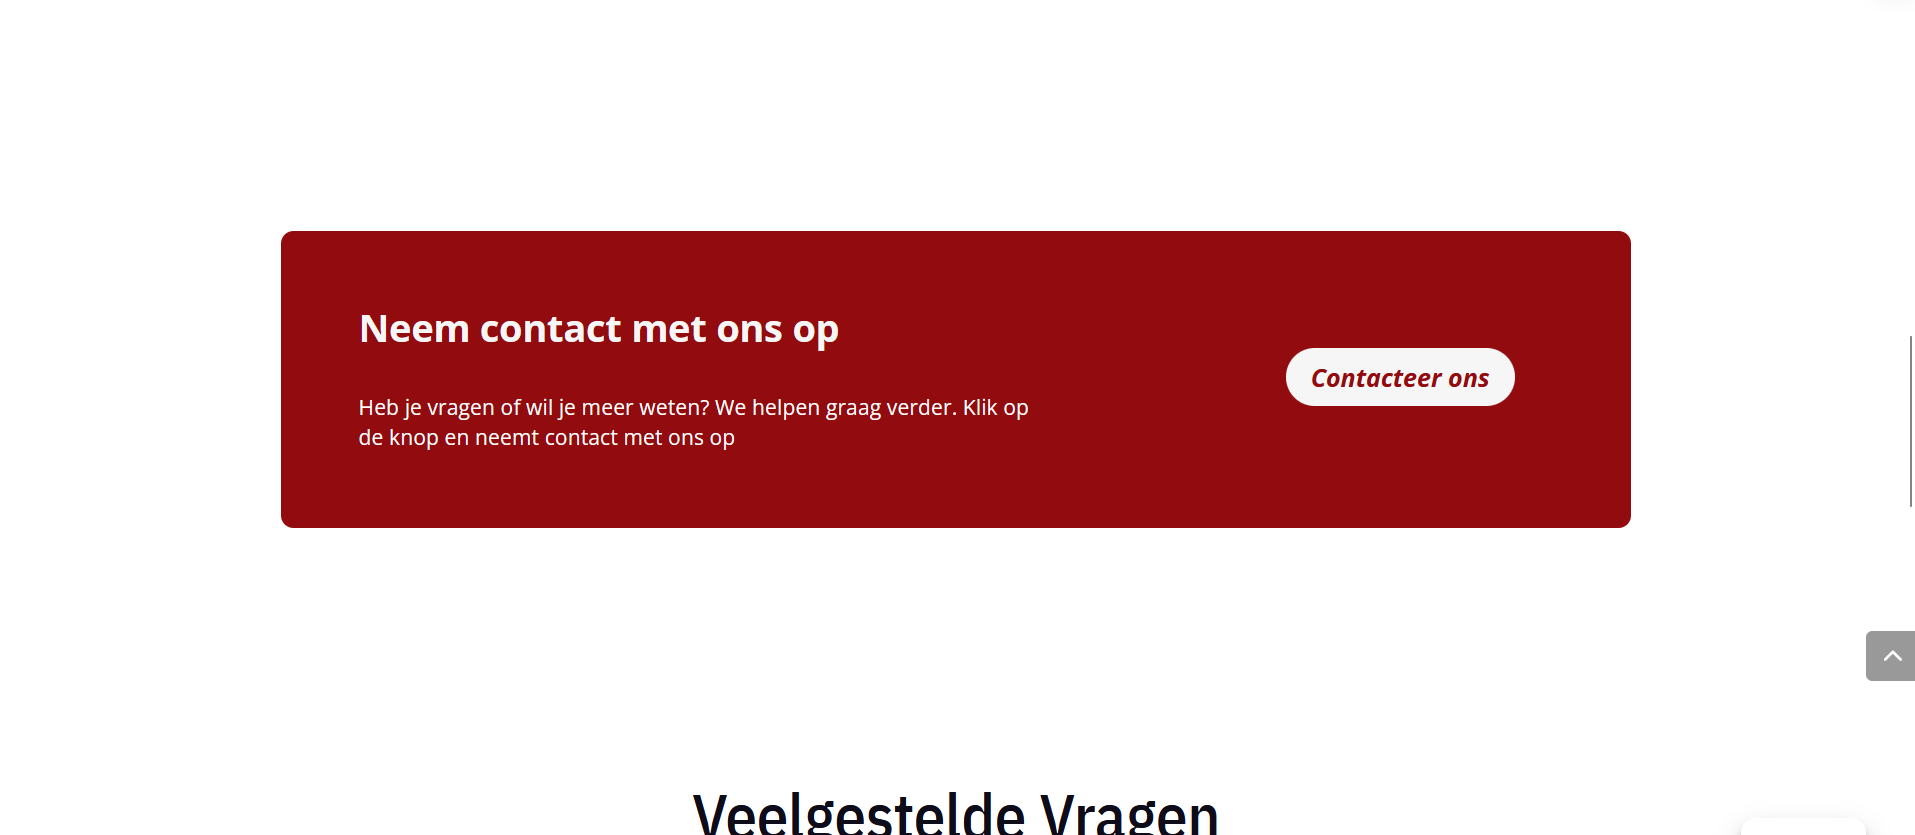 Neem contact met ons op
Heb je vragen of wil je meer weten? We helpen graag verder. Klik op
de knop en neemt contact met ons op
Contacteer ons
Veelgestelde Vragen